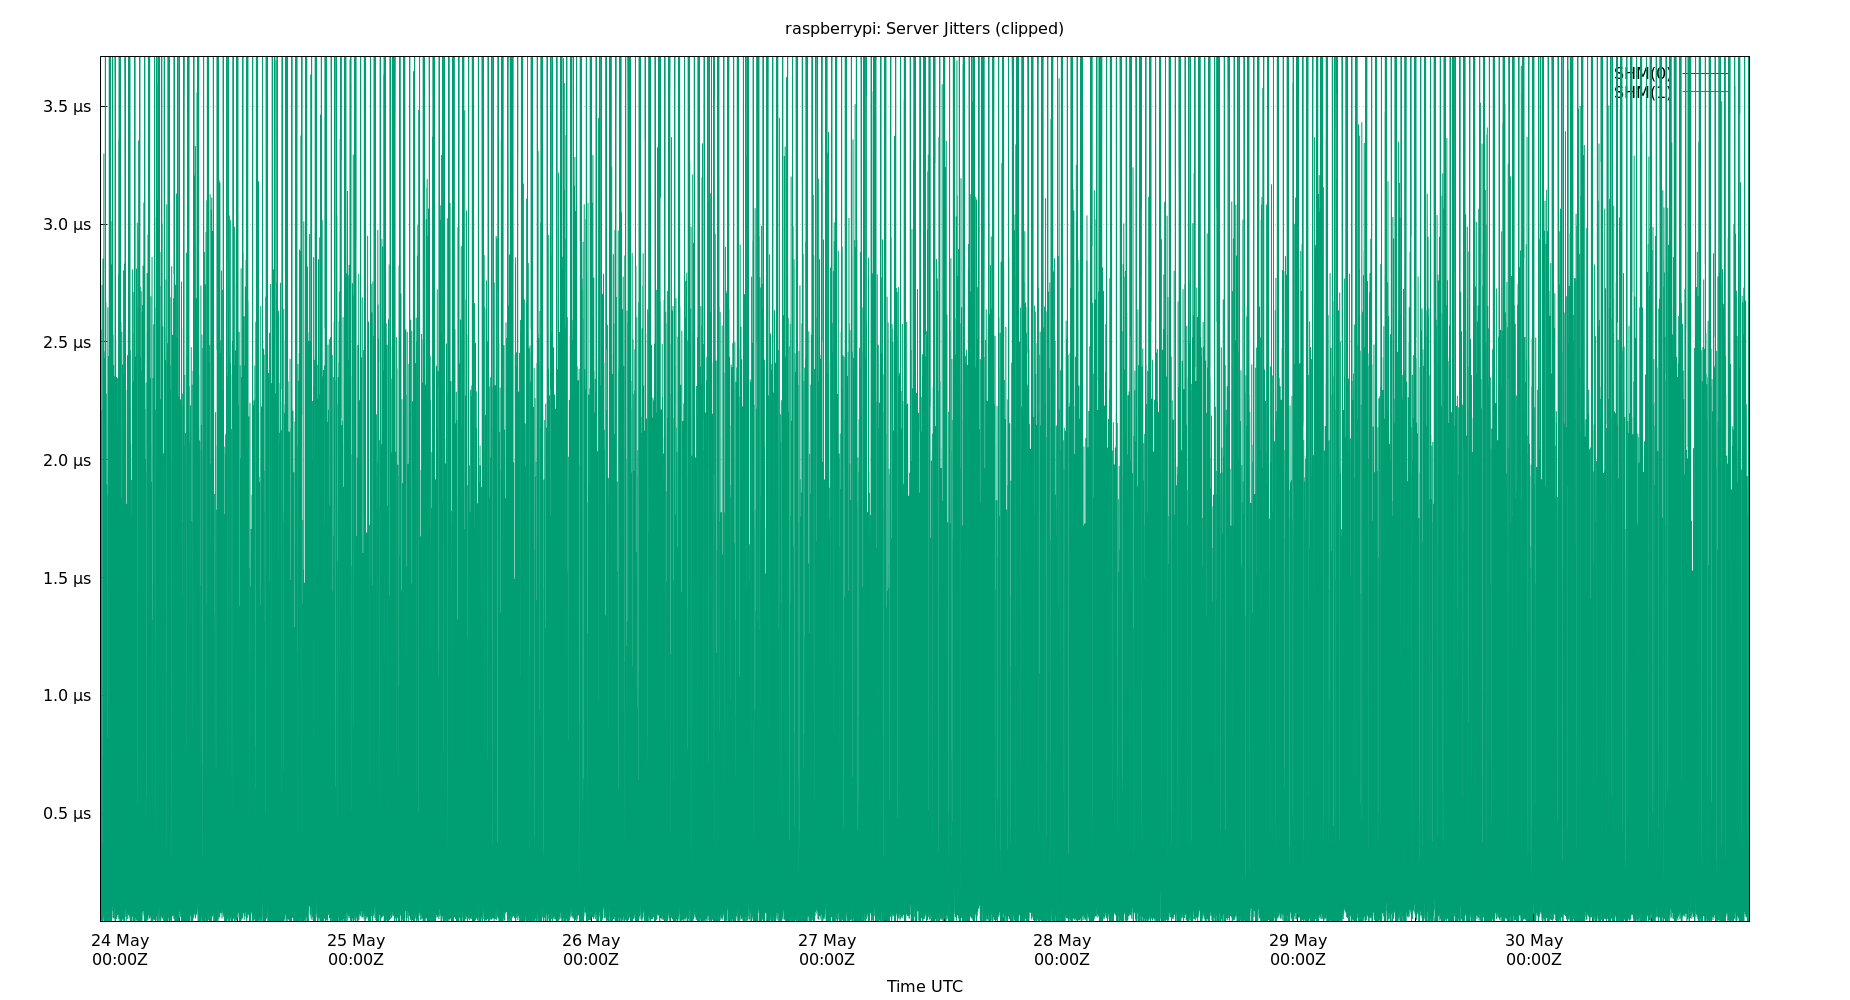 raspberrypi: Server Jitters (clipped)
SHM(0)
SHM(1)
3.5 µs
3.0 µs
2.5 µs
2.0 µs
1.5 µs
1.0 µs
0.5 µs
24 May 25 May 26 May 27 May 28 May 29 May 30 May
00:00Z 00:00Z 00:00Z 00:00Z 00:00Z 00:00Z 00:00Z
Time UTC